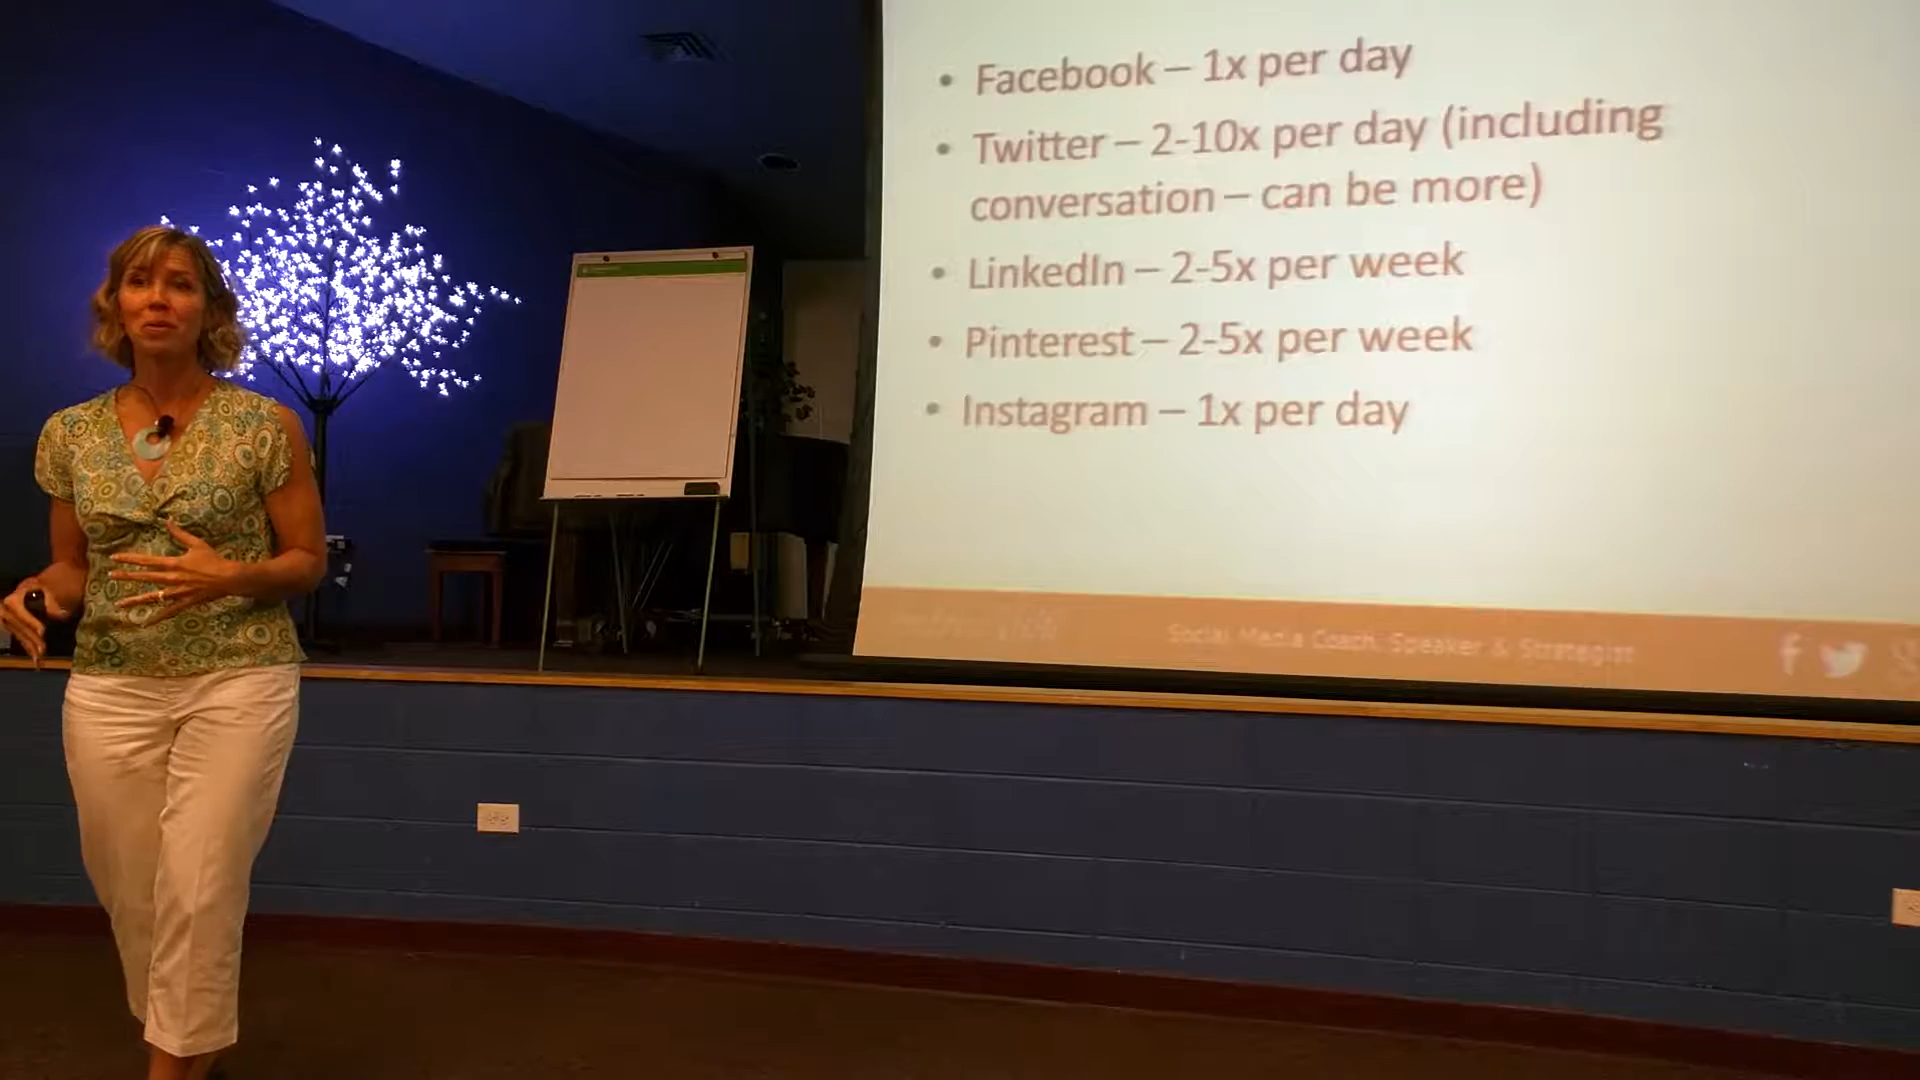 • Facebook – 1x per day
• Twitter – 2-10x per day (including
conversation – can be more)
• LinkedIn – 2-5x per week
• Pinterest – 2-5x per week
• Instagram – 1x per day
Social Media Coach, Speaker & Strategist